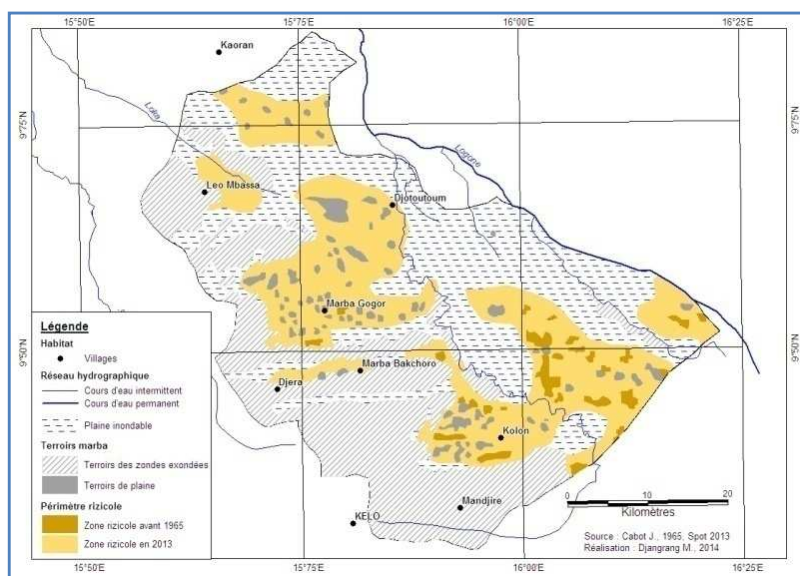 15°50'E
15°75'E
16°00'E
16°25'E
Kaoran
Loka
Logone
9°75'N
9°75'N
Leo Mbassa
Djotoutoum
Marba Gogor
9°50'N
9°50'N
Marba Bakchoro
Djera
Kolon
Mandjire
KELO
Légende
Habitat
Villages
Réseau hydrographique
Cours d'eau intermittent
Cours d'eau permanent
Plaine inondable
Terroirs marba
Terroirs des zondes exondées
Terroirs de plaine
Périmètre rizicole
Zone rizicole avant 1965
Zone rizicole en 2013
0 10 20
Kilomètres
Source : Cabot J., 1965, Spot 2013
Réalisation : Djangrang M., 2014
15°50'E
15°75'E
16°00'E
16°25'E